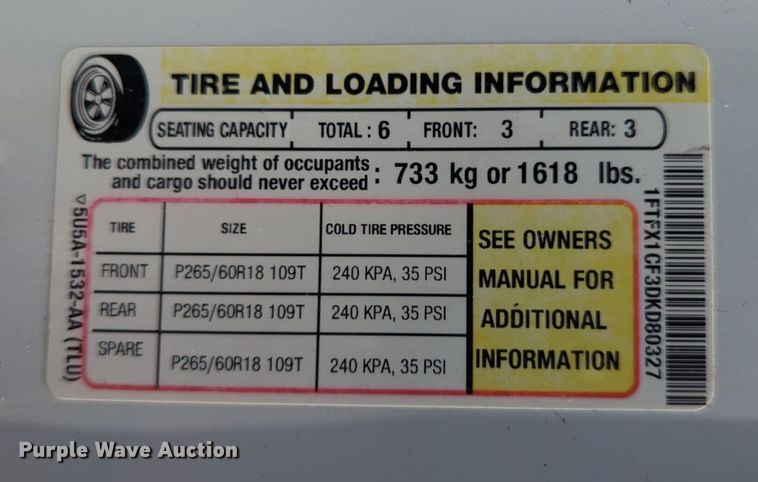 TIRE AND LOADING INFORMATION
SEATING CAPACITY TOTAL : 6 FRONT: 3 REAR: 3
The combined weight of occupants
and cargo should never exceed : 733 kg or 1618 lbs.
TIRE SIZE COLD TIRE PRESSURE
FRONT P265/60R18 109T 240 KPA, 35 PSI
REAR P265/60R18 109T 240 KPA, 35 PSI
SPARE P265/60R18 109T 240 KPA, 35 PSI
SEE OWNERS
MANUAL FOR
ADDITIONAL
INFORMATION
▽5U5A-1532-AA (TLU)
1FTFX1CF3DKD80327
Purple Wave Auction